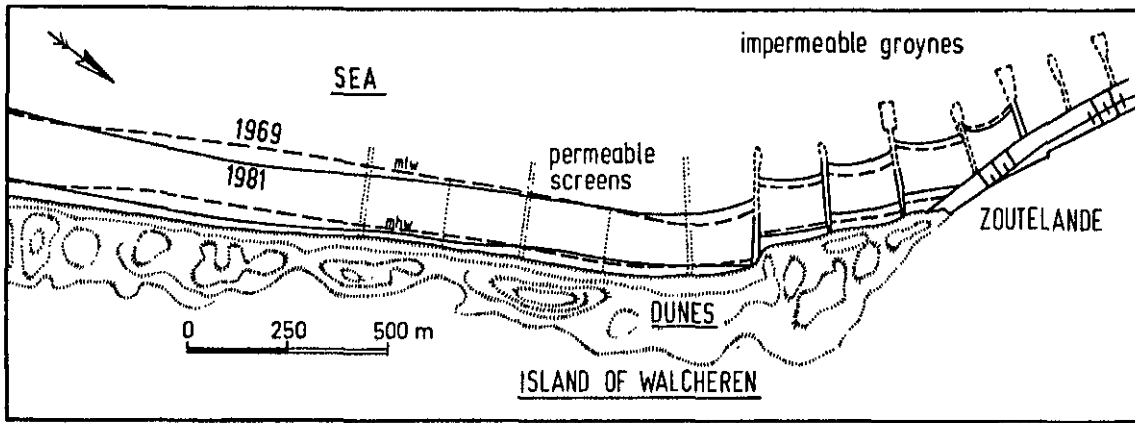 impermeable groynes
SEA
1969
1981
mlw
mhw
permeable
screens
ZOUTELANDE
DUNES
0 250 500 m
ISLAND OF WALCHEREN